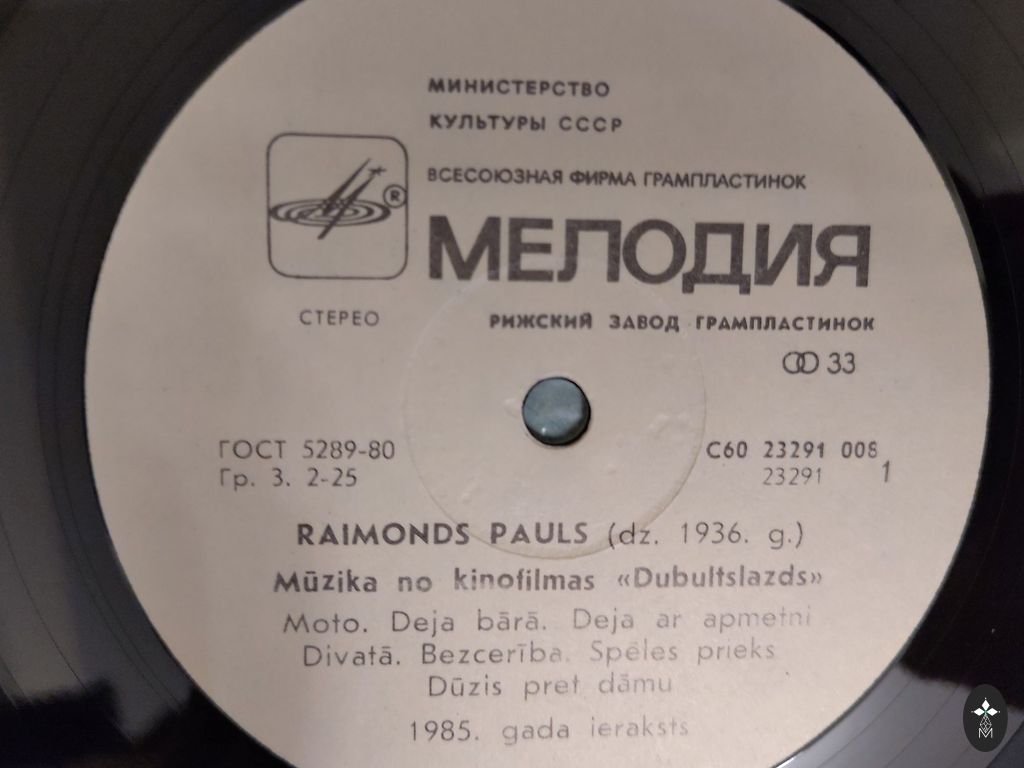 МИНИСТЕРСТВО
КУЛЬТУРЫ СССР
ВСЕСОЮЗНАЯ ФИРМА ГРАМПЛАСТИНОК
®
МЕЛОДИЯ
СТЕРЕО
РИЖСКИЙ ЗАВОД ГРАМПЛАСТИНОК
33
ГОСТ 5289-80
Гр. 3. 2-25
С60 23291 008
23291 1
RAIMONDS PAULS (dz. 1936. g.)
Mūzika no kinofilmas «Dubultslazds»
Moto. Deja bārā. Deja ar apmetni
Divatā. Bezcerība. Spēles prieks
Dūzis pret dāmu
1985. gada ieraksts
M